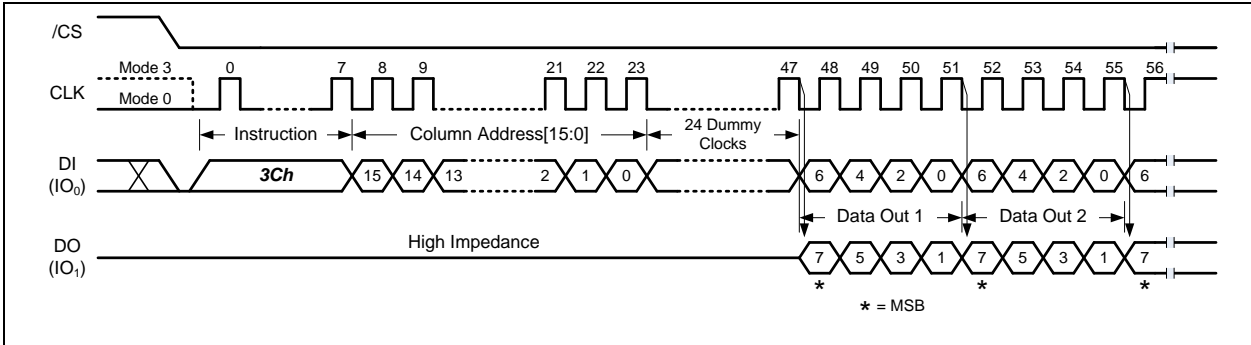 /CS
Mode 3
0 7 8 9 21 22 23 47 48 49 50 51 52 53 54 55 56
CLK
Mode 0
Instruction
Column Address[15:0]
24 Dummy
Clocks
DI
(IO0)
3Ch 15 14 13 2 1 0 6 4 2 0 6 4 2 0 6
Data Out 1
Data Out 2
DO
(IO1)
High Impedance
7 5 3 1 7 5 3 1 7
* * *
* = MSB